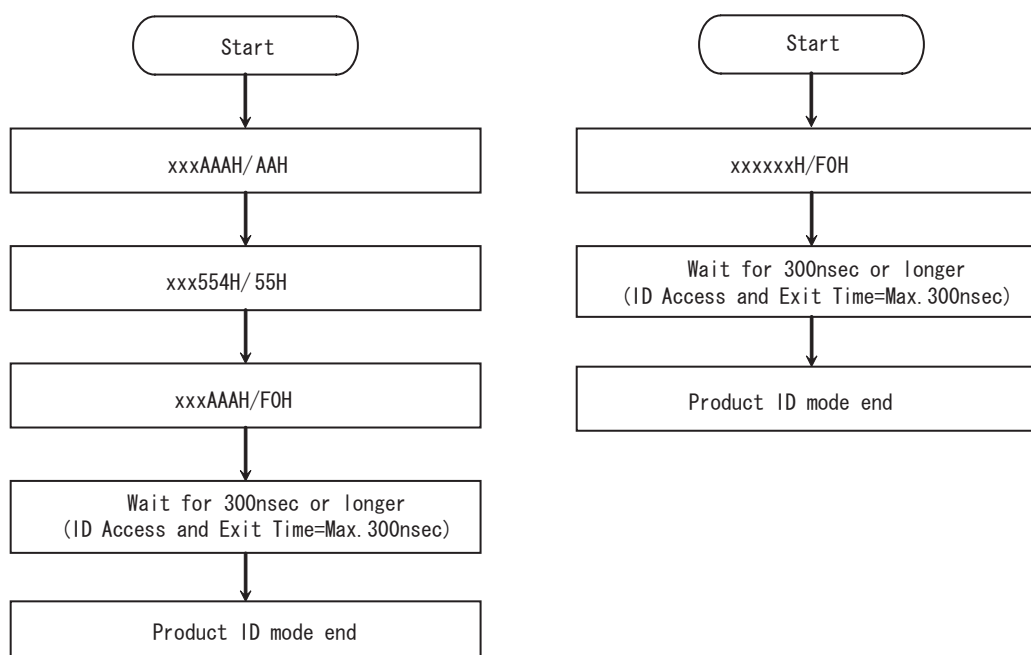 Start
xxxAAAH/AAH
xxx554H/55H
xxxAAAH/F0H
Wait for 300nsec or longer
(ID Access and Exit Time=Max.300nsec)
Product ID mode end
Start
xxxxxxH/F0H
Wait for 300nsec or longer
(ID Access and Exit Time=Max.300nsec)
Product ID mode end